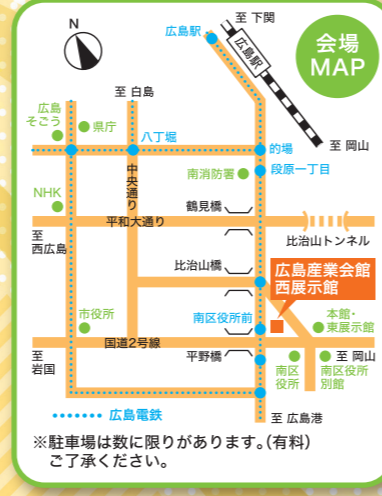 N
至 下関
広島駅
広島駅
会場
MAP
至 白島
広島
そごう
県庁
八丁堀
的場
至 岡山
中央通り
南消防署
段原一丁目
NHK
鶴見橋
平和大通り
至
西広島
比治山トンネル
比治山橋
広島産業会館
西展示館
市役所
南区役所前
本館・
東展示館
国道2号線
至
岩国
平野橋
至 岡山
南区
役所
南区役所
別館
広島電鉄
至 広島港
※駐車場は数に限りがあります。(有料)
ご了承ください。